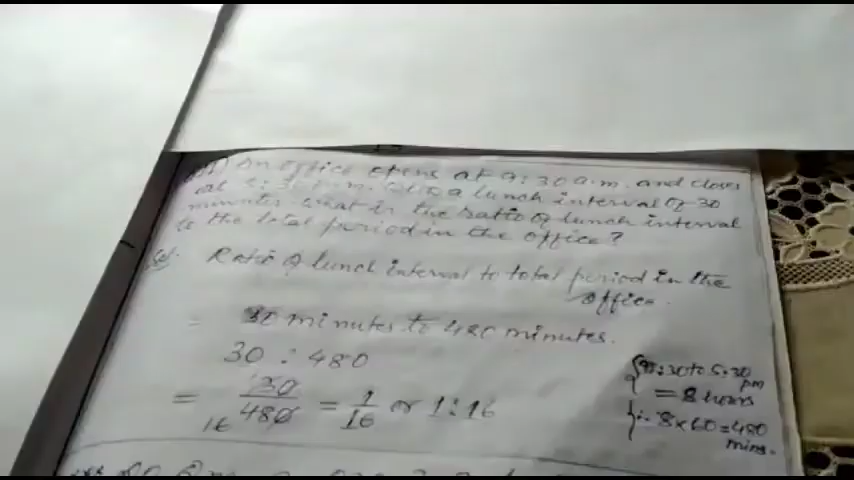 An office opens at 9:30 a.m. and closes
at 5:30 p.m. with a lunch interval of 30
minutes what is the ratio of lunch interval
to the total period in the office?
Sol. Ratio of lunch interval to total period in the
office.
= 30 minutes to 480 minutes.
30 : 480
= 30/480 = 1/16 or 1:16
16
9:30 to 5:30
pm
= 8 hours
∴ 8 x 60 = 480
mins.